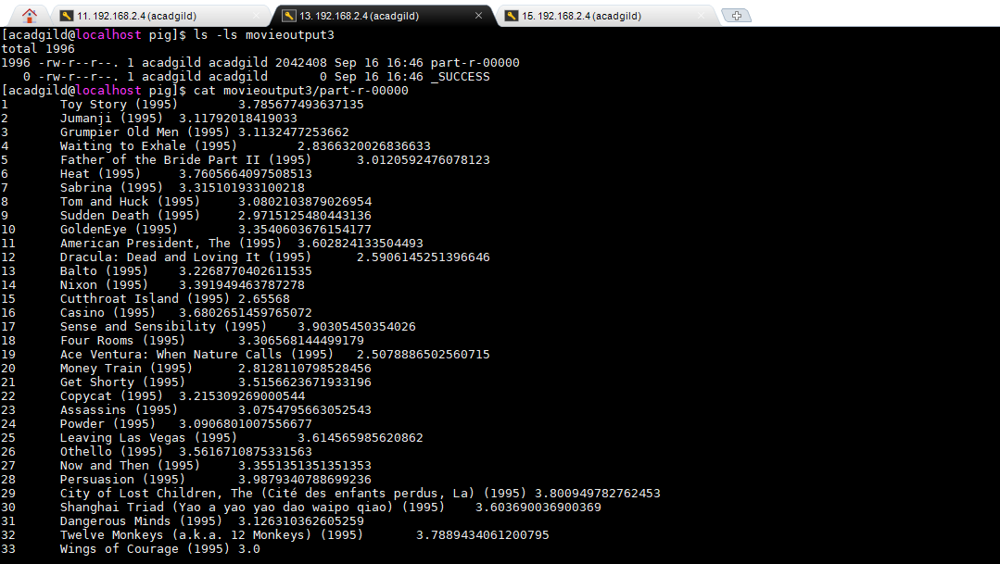 11. 192.168.2.4 (acadgild) 13. 192.168.2.4 (acadgild) 15. 192.168.2.4 (acadgild)
[acadgild@localhost pig]$ ls -ls movieoutput3
total 1996
1996 -rw-r--r--. 1 acadgild acadgild 2042408 Sep 16 16:46 part-r-00000
   0 -rw-r--r--. 1 acadgild acadgild       0 Sep 16 16:46 _SUCCESS
[acadgild@localhost pig]$ cat movieoutput3/part-r-00000
1       Toy Story (1995)        3.785677493637135
2       Jumanji (1995)  3.11792018419033
3       Grumpier Old Men (1995) 3.1132477253662
4       Waiting to Exhale (1995)        2.8366320026836633
5       Father of the Bride Part II (1995)      3.0120592476078123
6       Heat (1995)     3.7605664097508513
7       Sabrina (1995)  3.315101933100218
8       Tom and Huck (1995)     3.0802103879026954
9       Sudden Death (1995)     2.9715125480443136
10      GoldenEye (1995)        3.3540603676154177
11      American President, The (1995)  3.602824133504493
12      Dracula: Dead and Loving It (1995)      2.5906145251396646
13      Balto (1995)    3.2268770402611535
14      Nixon (1995)    3.391949463787278
15      Cutthroat Island (1995) 2.65568
16      Casino (1995)   3.6802651459765072
17      Sense and Sensibility (1995)    3.90305450354026
18      Four Rooms (1995)       3.306568144499179
19      Ace Ventura: When Nature Calls (1995)   2.5078886502560715
20      Money Train (1995)      2.8128110798528456
21      Get Shorty (1995)       3.5156623671933196
22      Copycat (1995)  3.215309269000544
23      Assassins (1995)        3.0754795663052543
24      Powder (1995)   3.0906801007556677
25      Leaving Las Vegas (1995)        3.614565985620862
26      Othello (1995)  3.5616710875331563
27      Now and Then (1995)     3.3551351351351353
28      Persuasion (1995)       3.9879340788699236
29      City of Lost Children, The (Cité des enfants perdus, La) (1995) 3.800949782762453
30      Shanghai Triad (Yao a yao yao dao waipo qiao) (1995)    3.603690036900369
31      Dangerous Minds (1995)  3.126310362605259
32      Twelve Monkeys (a.k.a. 12 Monkeys) (1995)       3.7889434061200795
33      Wings of Courage (1995) 3.0